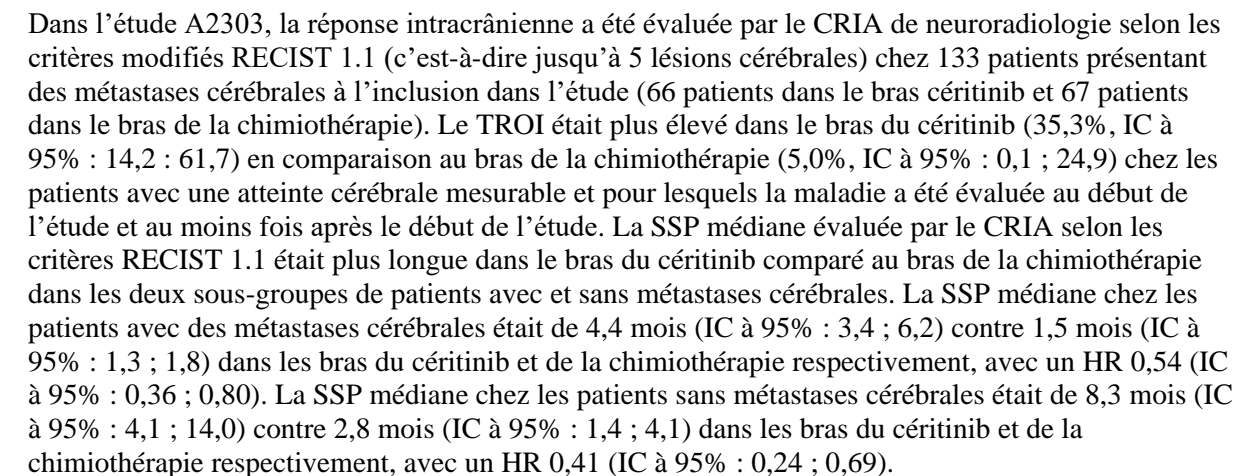 Dans l’étude A2303, la réponse intracrânienne a été évaluée par le CRIA de neuroradiologie selon les
critères modifiés RECIST 1.1 (c’est-à-dire jusqu’à 5 lésions cérébrales) chez 133 patients présentant
des métastases cérébrales à l’inclusion dans l’étude (66 patients dans le bras céritinib et 67 patients
dans le bras de la chimiothérapie). Le TROI était plus élevé dans le bras du céritinib (35,3%, IC à
95% : 14,2 : 61,7) en comparaison au bras de la chimiothérapie (5,0%, IC à 95% : 0,1 ; 24,9) chez les
patients avec une atteinte cérébrale mesurable et pour lesquels la maladie a été évaluée au début de
l’étude et au moins fois après le début de l’étude. La SSP médiane évaluée par le CRIA selon les
critères RECIST 1.1 était plus longue dans le bras du céritinib comparé au bras de la chimiothérapie
dans les deux sous-groupes de patients avec et sans métastases cérébrales. La SSP médiane chez les
patients avec des métastases cérébrales était de 4,4 mois (IC à 95% : 3,4 ; 6,2) contre 1,5 mois (IC à
95% : 1,3 ; 1,8) dans les bras du céritinib et de la chimiothérapie respectivement, avec un HR 0,54 (IC
à 95% : 0,36 ; 0,80). La SSP médiane chez les patients sans métastases cérébrales était de 8,3 mois (IC
à 95% : 4,1 ; 14,0) contre 2,8 mois (IC à 95% : 1,4 ; 4,1) dans les bras du céritinib et de la
chimiothérapie respectivement, avec un HR 0,41 (IC à 95% : 0,24 ; 0,69).